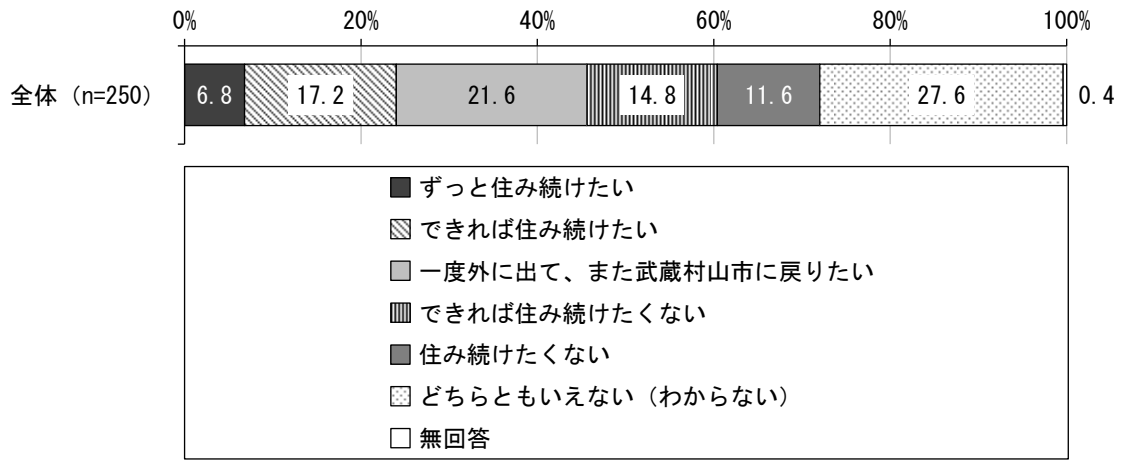 0% 20% 40% 60% 80% 100%
全体 (n=250) 6.8 17.2 21.6 14.8 11.6 27.6 0.4
ずっと住み続けたい
できれば住み続けたい
一度外に出て、また武蔵村山市に戻りたい
できれば住み続けたくない
住み続けたくない
どちらともいえない（わからない）
無回答